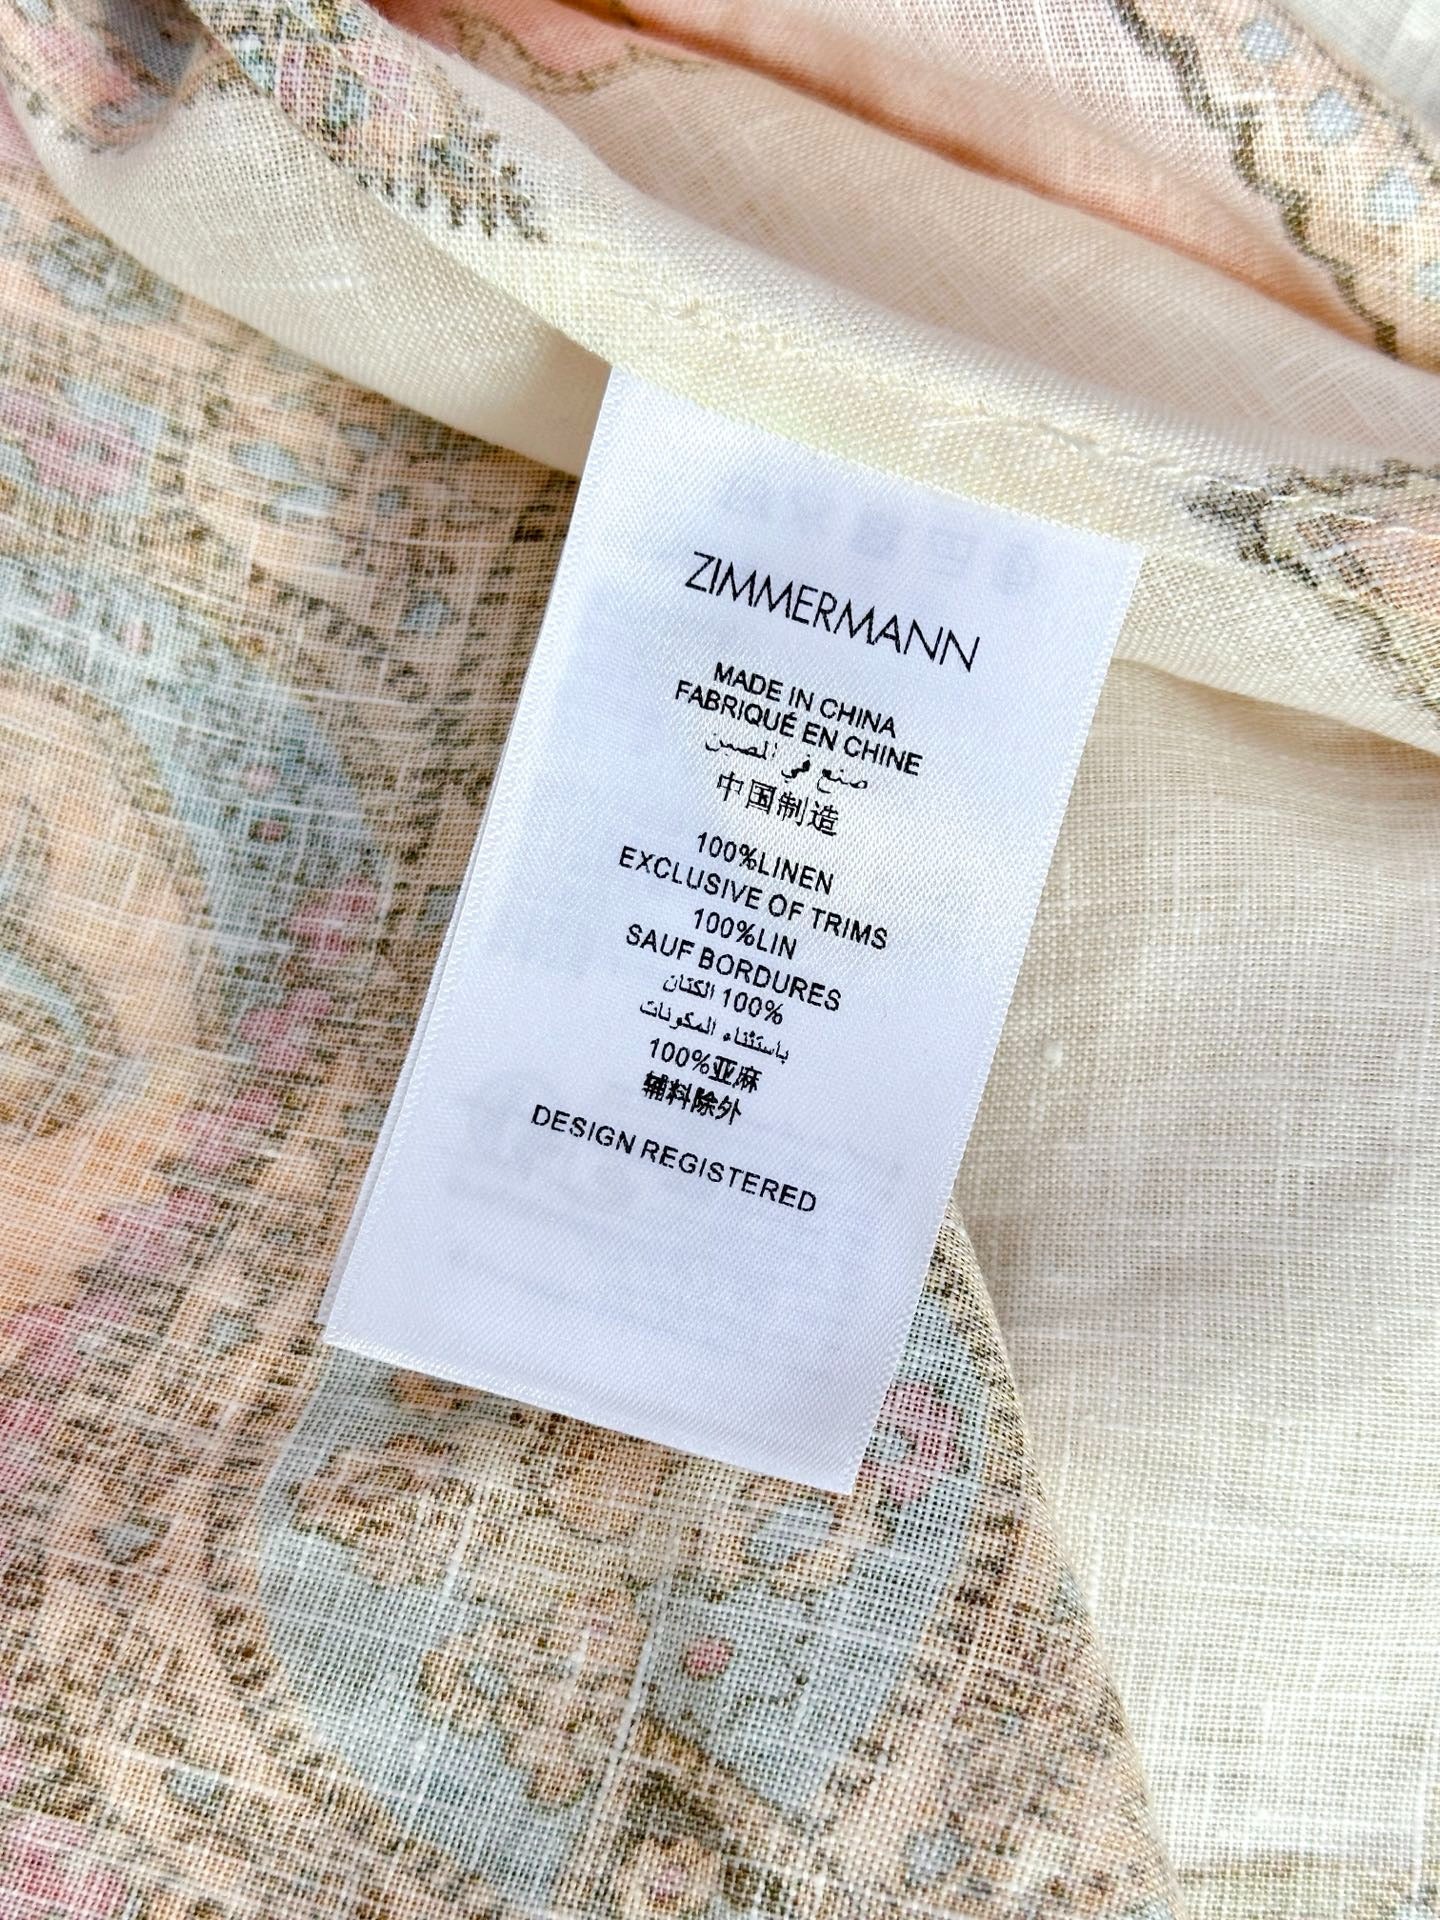 ZIMMERMANN
MADE IN CHINA
FABRIQUÉ EN CHINE
صنع في الصين
中国制造
100%LINEN
EXCLUSIVE OF TRIMS
100%LIN
SAUF BORDURES
100% الكتان
باستثناء المكونات
100%亚麻
辅料除外
DESIGN REGISTERED